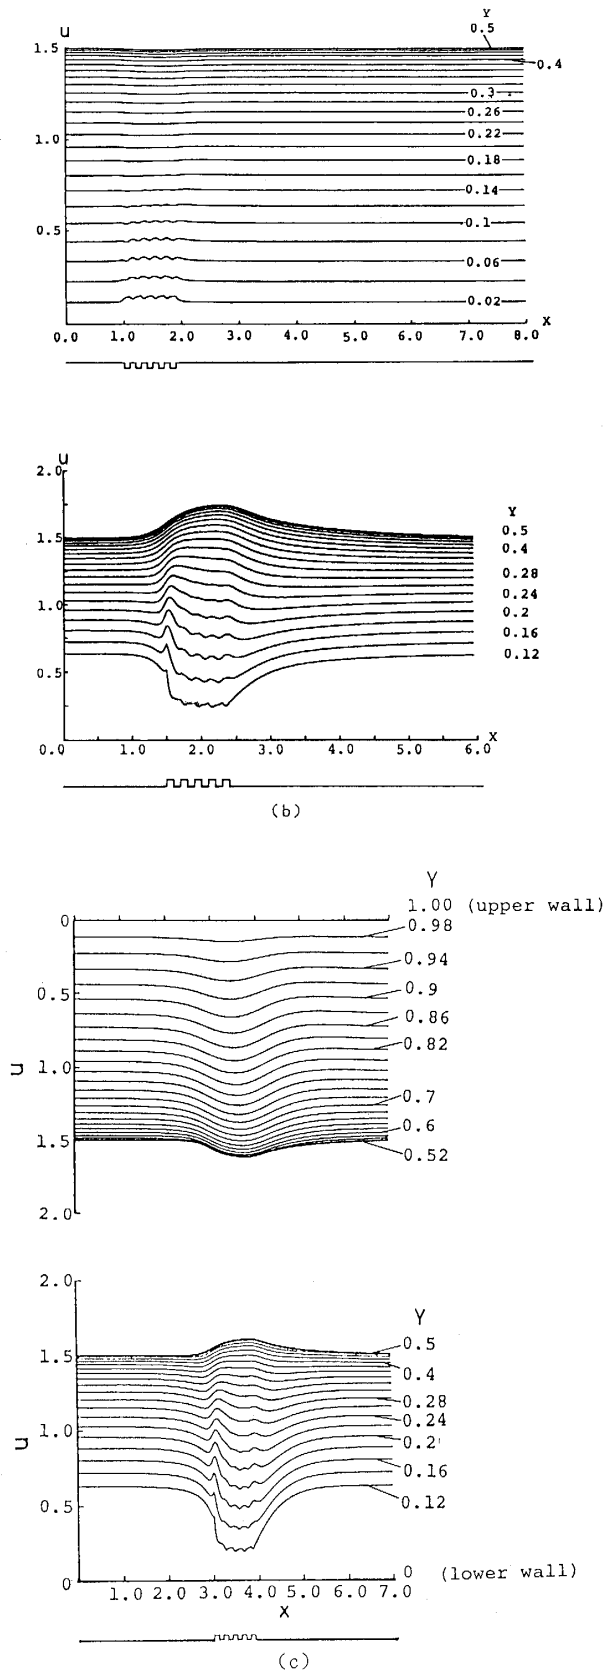 u
Y
0.5
1.5
0.4
0.3
0.26
1.0
0.22
0.18
0.14
0.5
0.1
0.06
0.02
x
0.0 1.0 2.0 3.0 4.0 5.0 6.0 7.0 8.0
u
2.0
Y
1.5
0.5
0.4
0.28
1.0
0.24
0.2
0.16
0.12
0.5
x
0.0 1.0 2.0 3.0 4.0 5.0 6.0
(b)
Y
0
1.00 (upper wall)
0.98
0.94
0.5
0.9
0.86
0.82
u
1.0
0.7
0.6
1.5
0.52
2.0
2.0
Y
0.5
1.5
0.4
0.28
1.0
0.24
u
0.2
0.16
0.5
0.12
0
0 (lower wall)
1.0 2.0 3.0 4.0 5.0 6.0 7.0
x
(c)